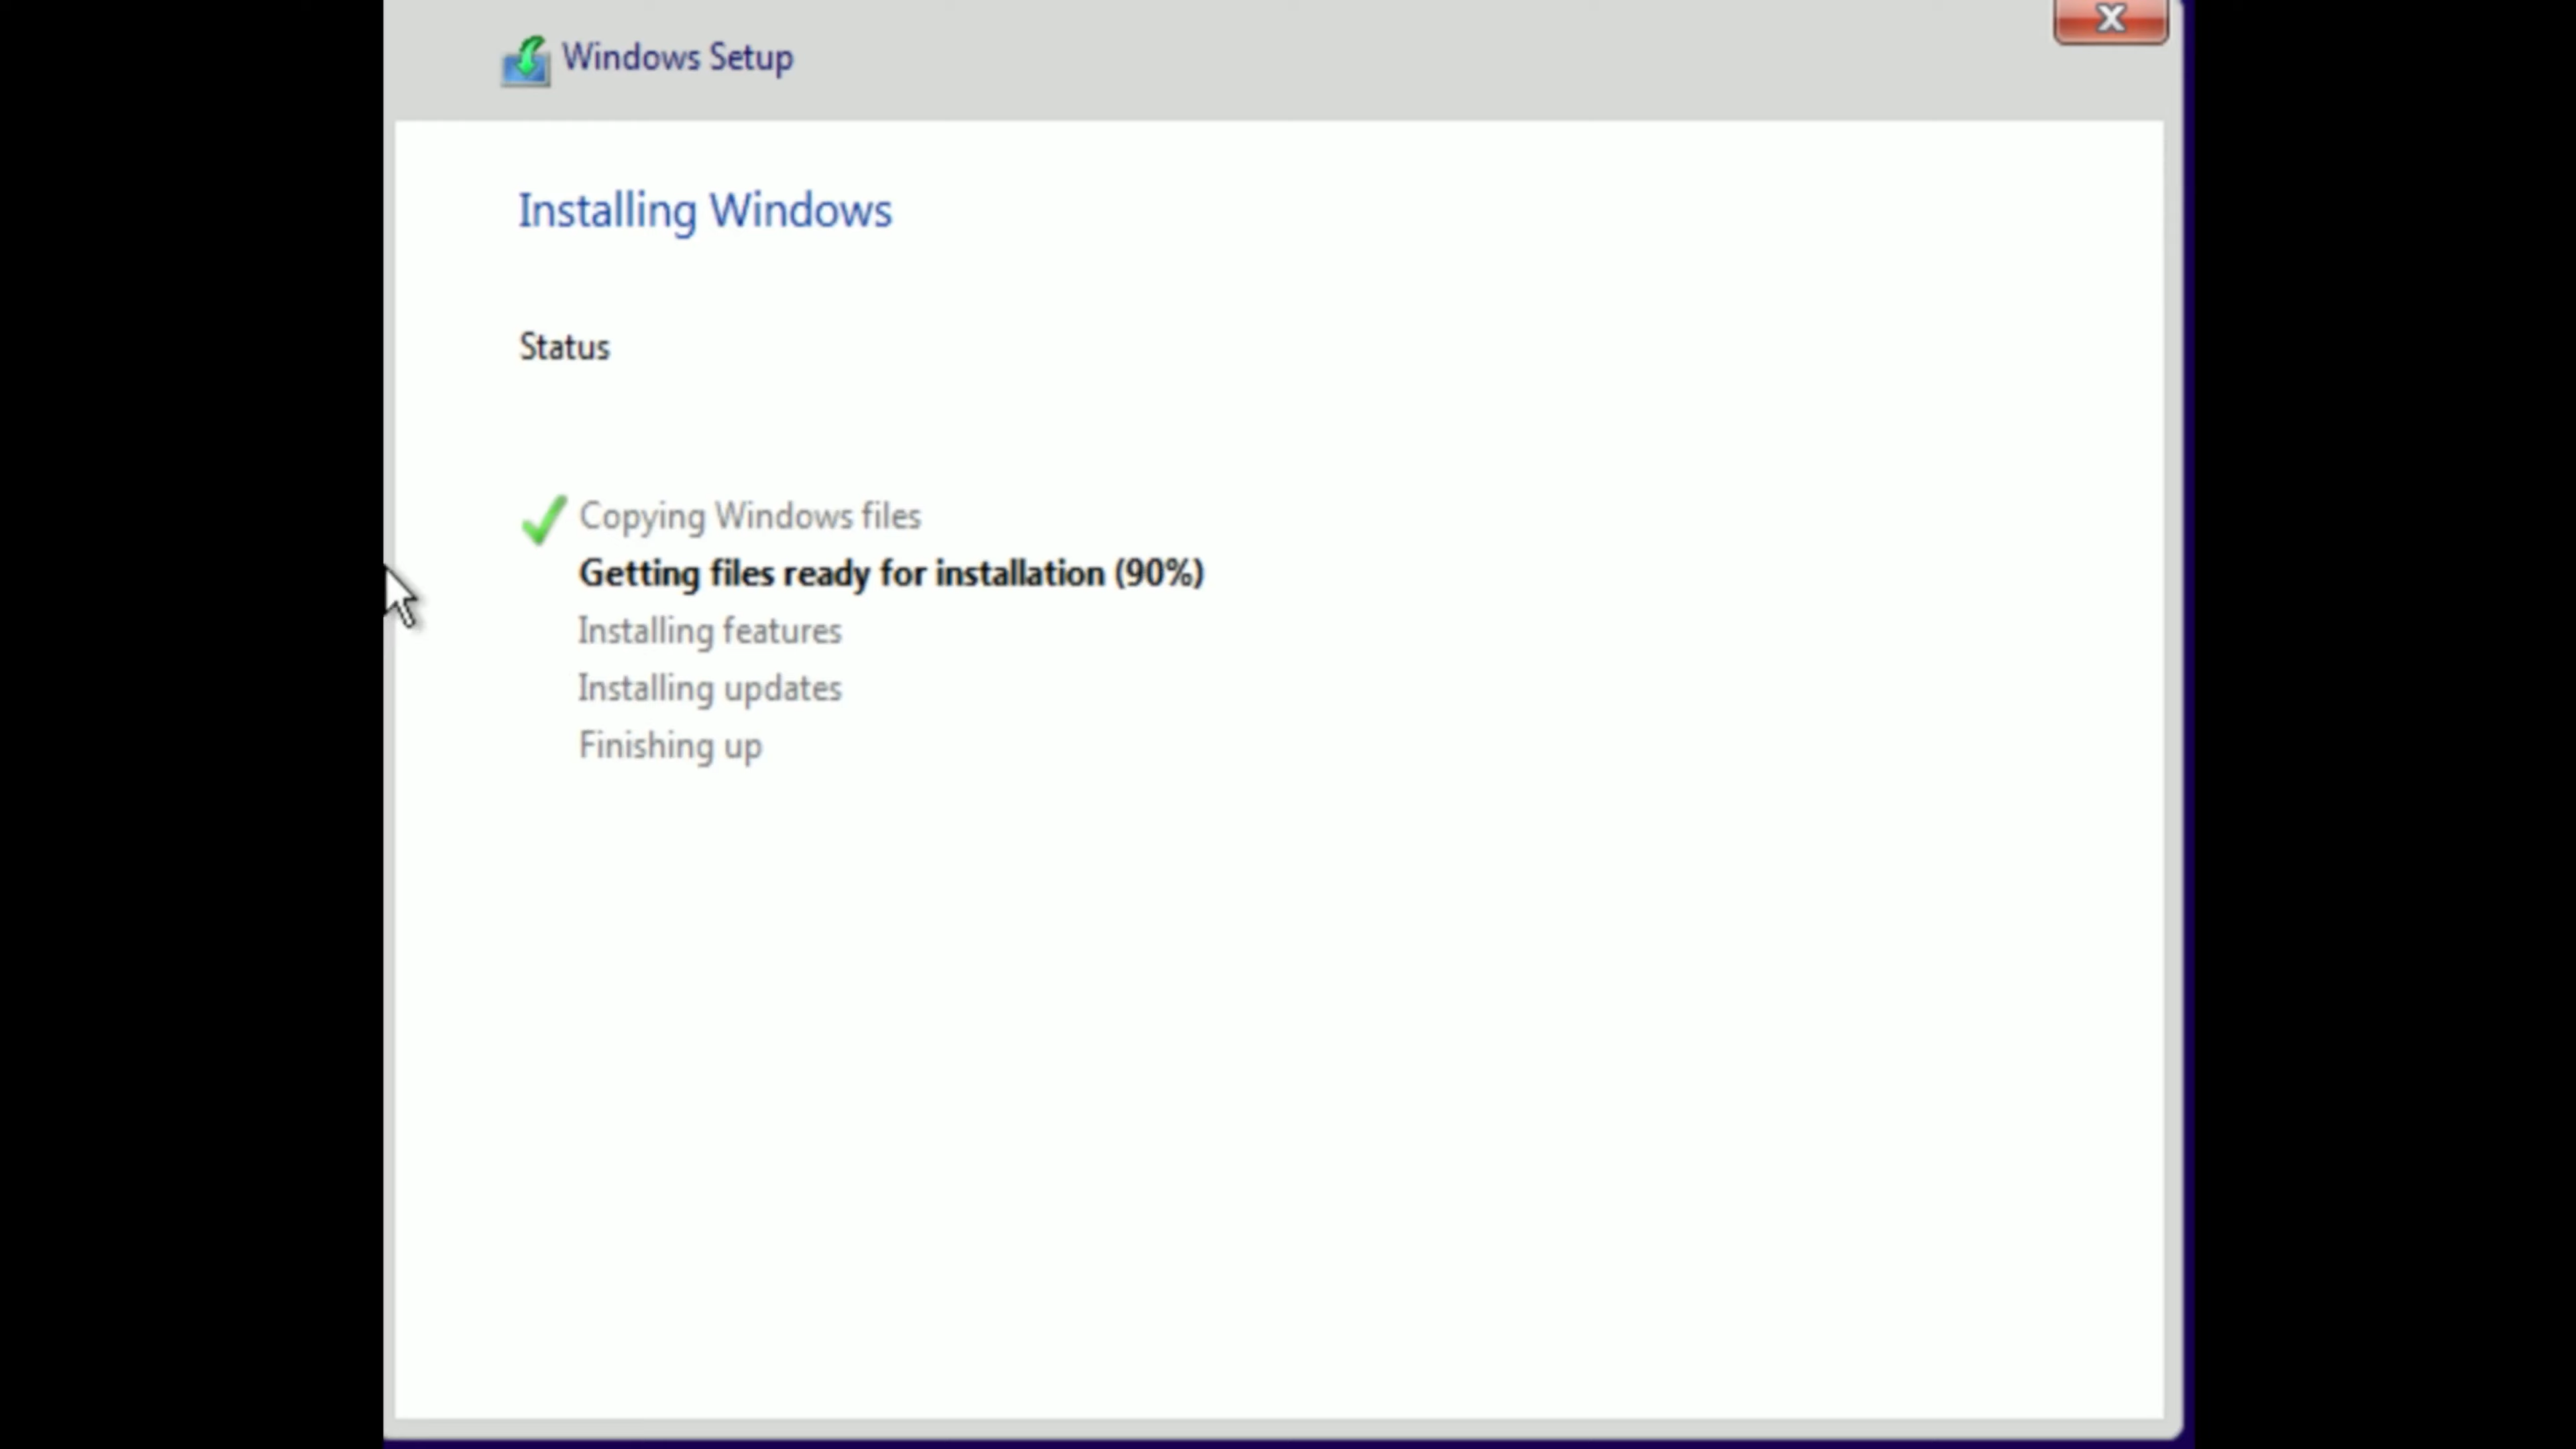 Windows Setup
Installing Windows
Status
Copying Windows files
Getting files ready for installation (90%)
Installing features
Installing updates
Finishing up